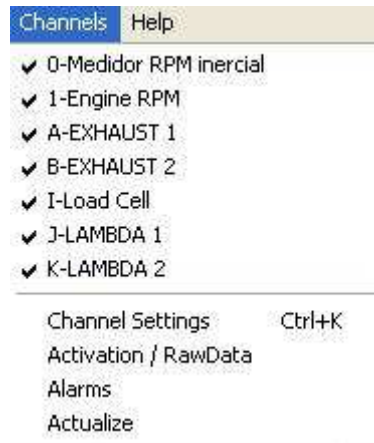 Channels Help
0-Medidor RPM inercial
1-Engine RPM
A-EXHAUST 1
B-EXHAUST 2
I-Load Cell
J-LAMBDA 1
K-LAMBDA 2
Channel Settings Ctrl+K
Activation / RawData
Alarms
Actualize